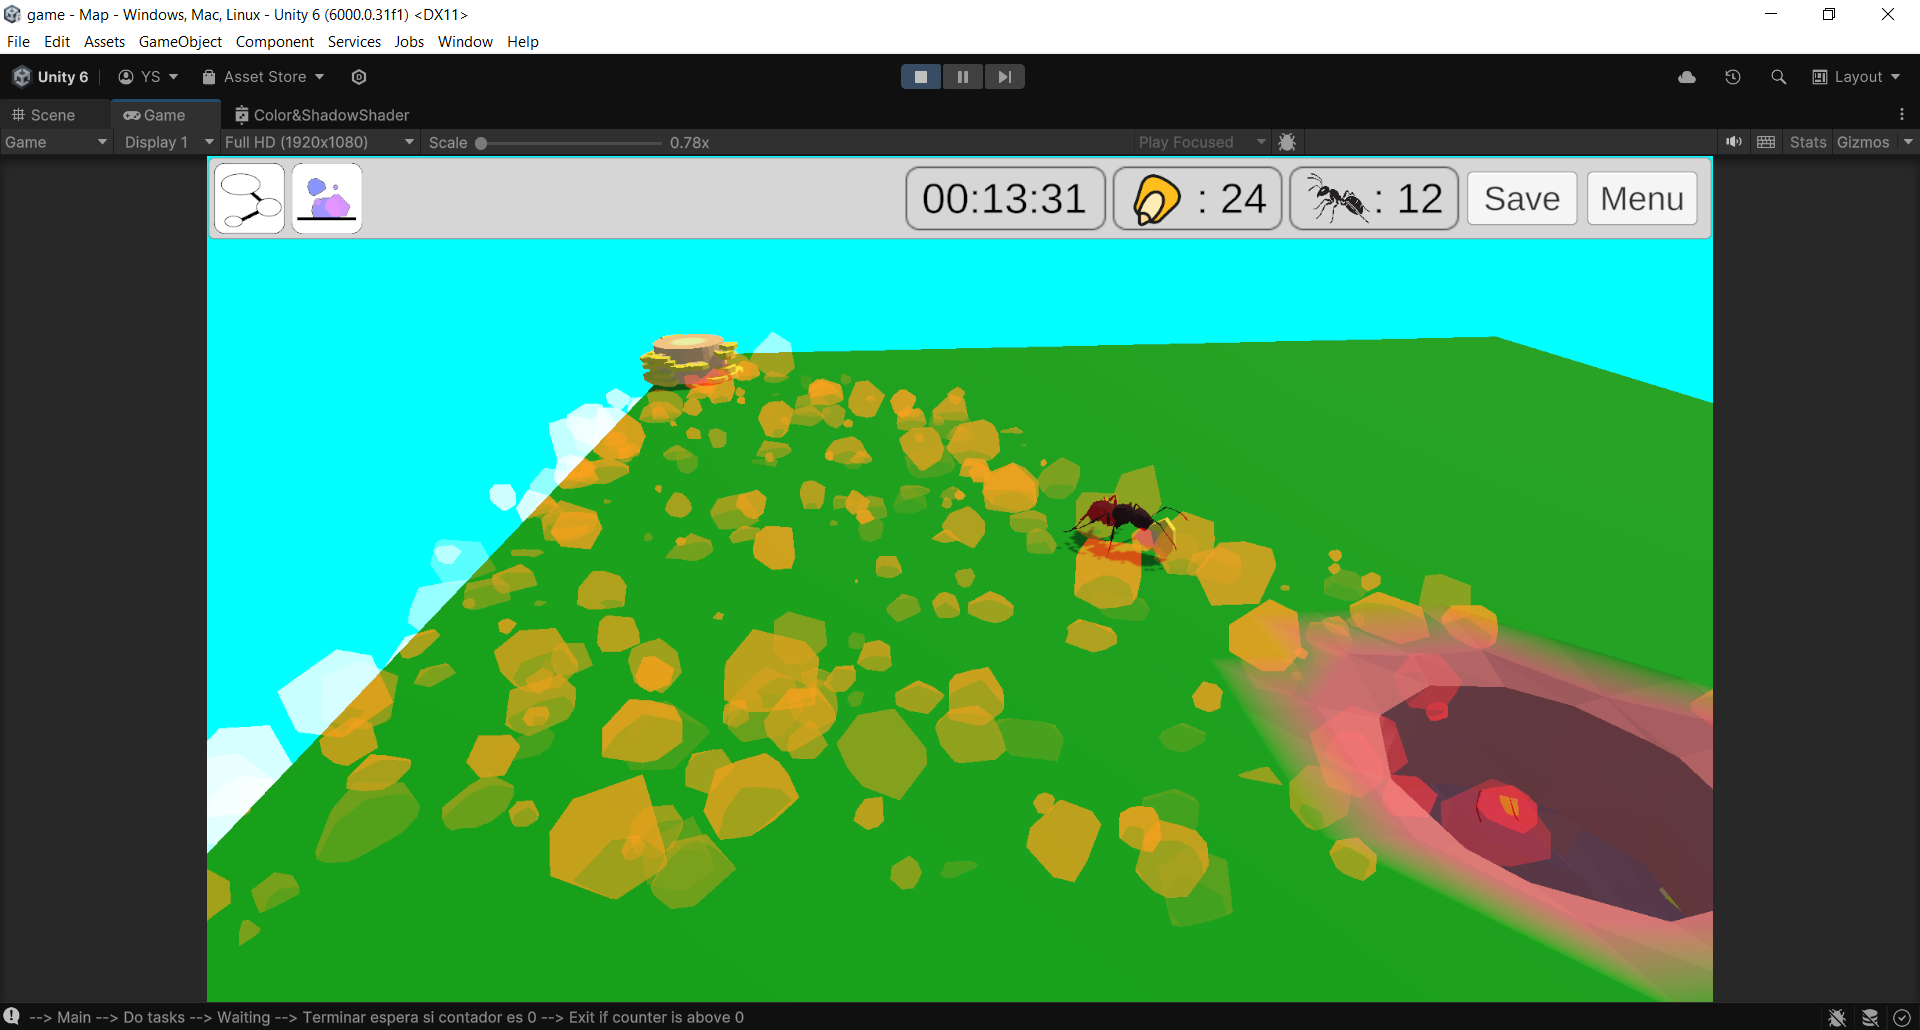 game - Map - Windows, Mac, Linux - Unity 6 (6000.0.31f1) <DX11>
File Edit Assets GameObject Component Services Jobs Window Help
Unity 6 YS Asset Store Layout
Scene Game Color&ShadowShader
Game Display 1 Full HD (1920x1080) Scale 0.78x Play Focused Stats Gizmos
00:13:31 : 24 : 12 Save Menu
--> Main --> Do tasks --> Waiting --> Terminar espera si contador es 0 --> Exit if counter is above 0